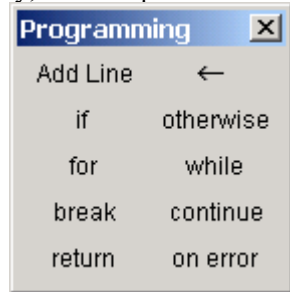 Programming
Add Line ←
if otherwise
for while
break continue
return on error